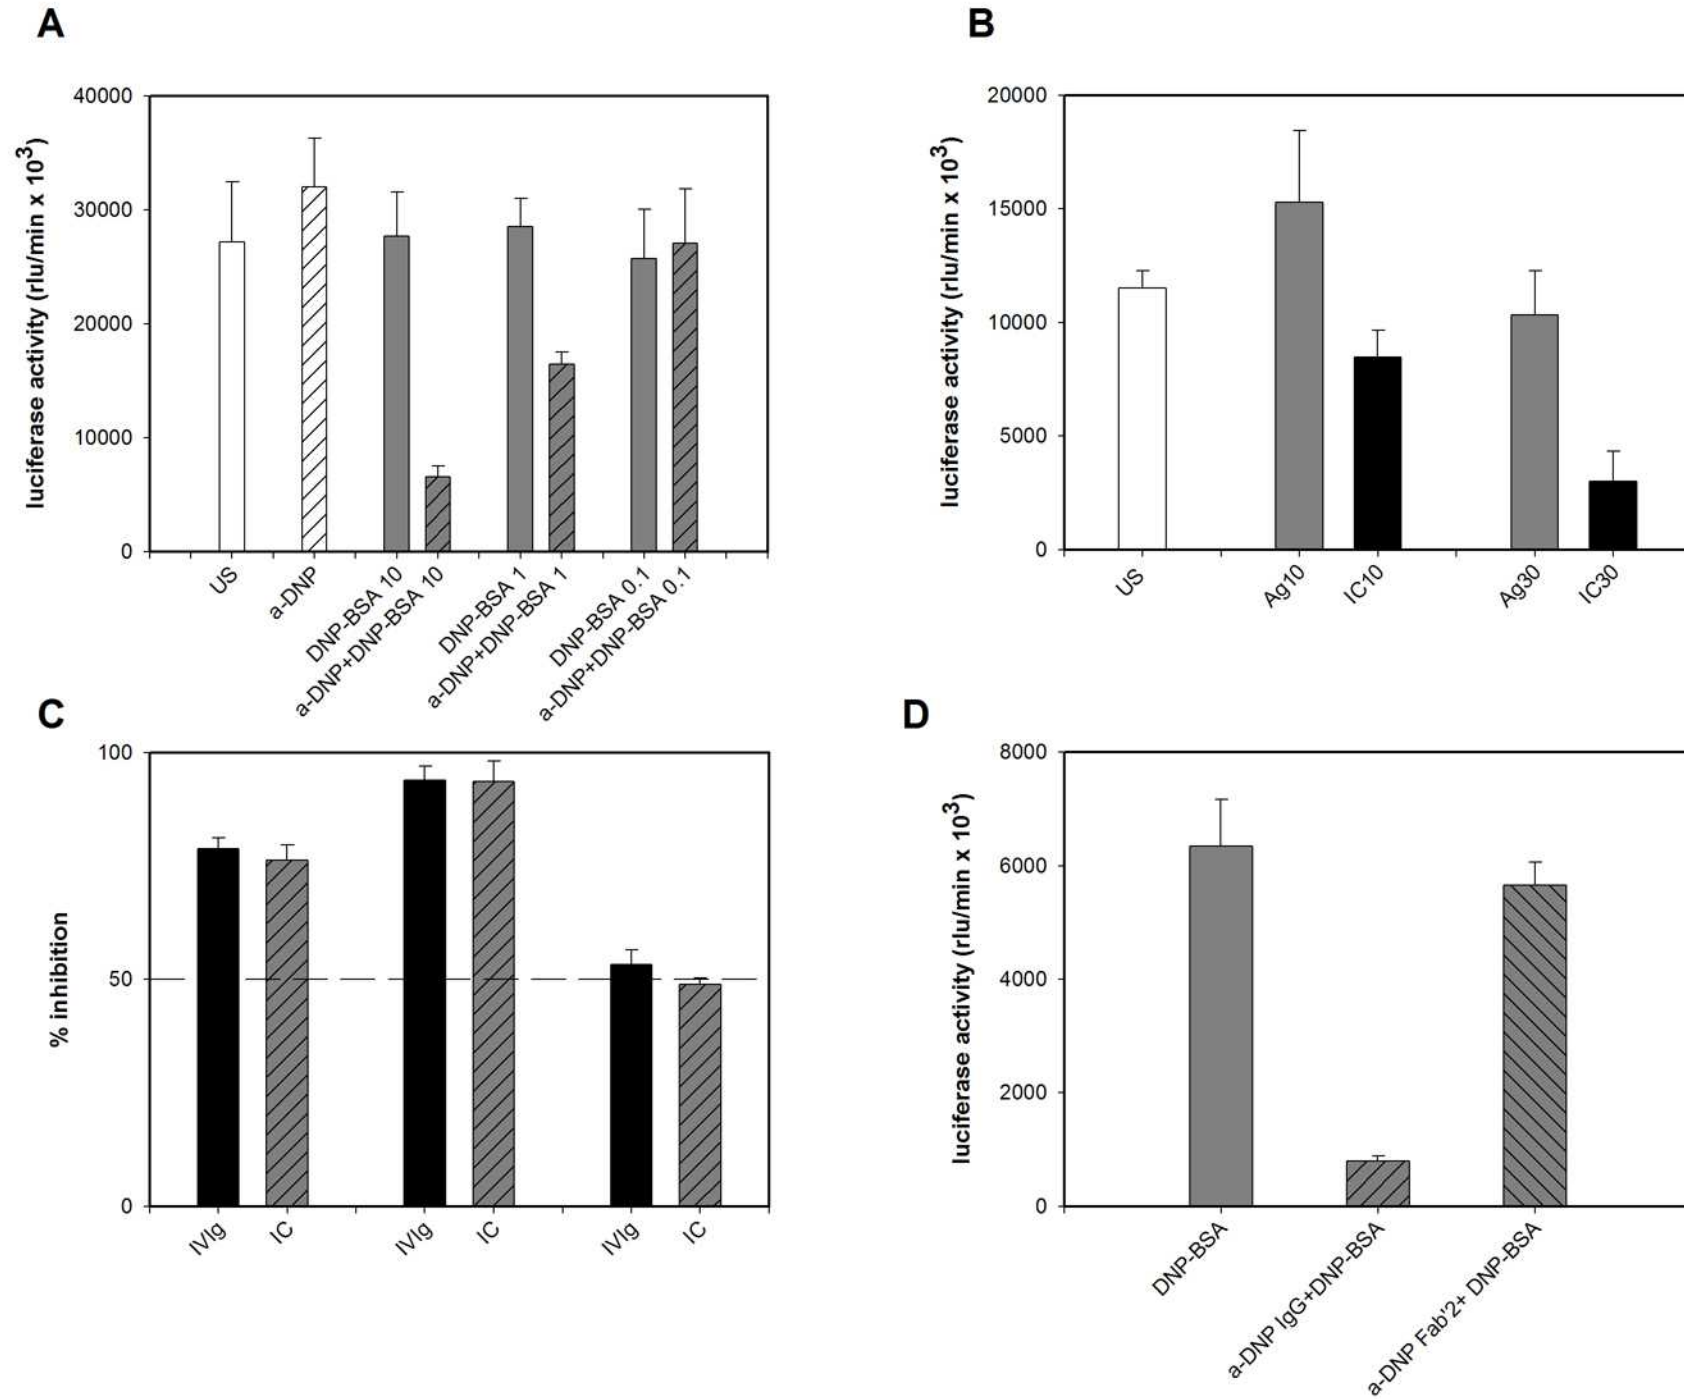 A
luciferase activity (rlu/min x 10³)
40000
30000
20000
10000
0
US
a-DNP
DNP-BSA 10
a-DNP+DNP-BSA 10
DNP-BSA 1
a-DNP+DNP-BSA 1
DNP-BSA 0.1
a-DNP+DNP-BSA 0.1
B
luciferase activity (rlu/min x 10³)
20000
15000
10000
5000
0
US
Ag10
IC10
Ag30
IC30
C
% inhibition
100
50
0
IVIg
IC
IVIg
IC
IVIg
IC
D
luciferase activity (rlu/min x 10³)
8000
6000
4000
2000
0
DNP-BSA
a-DNP IgG+DNP-BSA
a-DNP Fab'2+ DNP-BSA